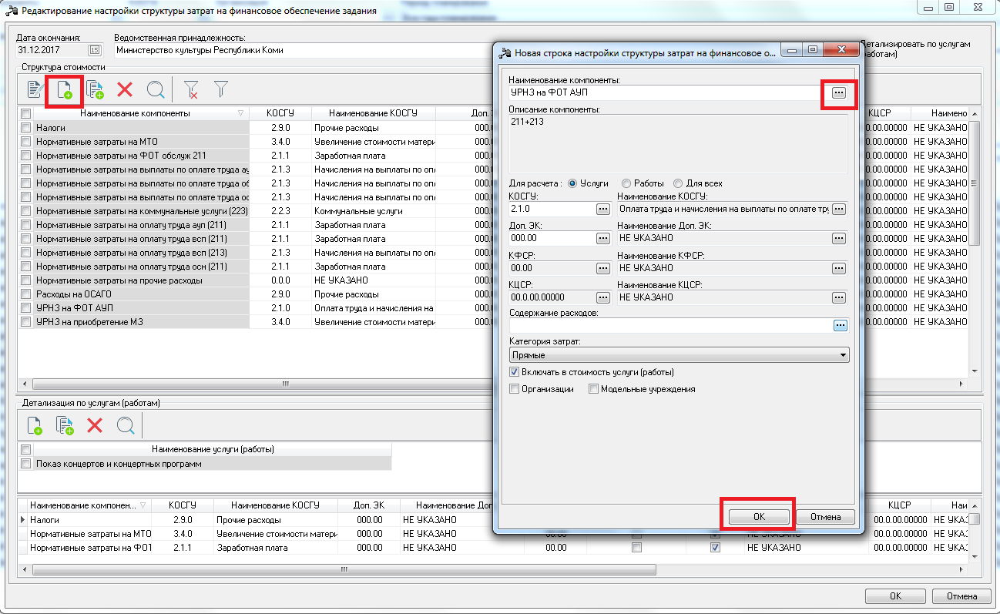 Редактирование настройки структуры затрат на финансовое обеспечение задания
Дата окончания:
31.12.2017
15
Ведомственная принадлежность:
Министерство культуры Республики Коми
Детализировать по услугам
работам)
Структура стоимости
Наименование компоненты КОСГУ Наименование КОСГУ Доп. КЦСР Наимено
Налоги 2.9.0 Прочие расходы 000. 0.00.00000 НЕ УКАЗАНО
Нормативные затраты на МТО 3.4.0 Увеличение стоимости матери 000. 0.00.00000 НЕ УКАЗАНО
Нормативные затраты на ФОТ обслуж 211 2.1.1 Заработная плата 000. 0.00.00000 НЕ УКАЗАНО
Нормативные затраты на выплаты по оплате труда ау 2.1.3 Начисления на выплаты по опл 000. 0.00.00000 НЕ УКАЗАНО
Нормативные затраты на выплаты по оплате труда об 2.1.3 Начисления на выплаты по опл 000. 0.00.00000 НЕ УКАЗАНО
Нормативные затраты на выплаты по оплате труда ос 2.1.3 Начисления на выплаты по опл 000. 0.00.00000 НЕ УКАЗАНО
Нормативные затраты на коммунальные услуги (223) 2.2.3 Коммунальные услуги 000. 0.00.00000 НЕ УКАЗАНО
Нормативные затраты на оплату труда ауп (211) 2.1.1 Заработная плата 000. 0.00.00000 НЕ УКАЗАНО
Нормативные затраты на оплату труда всп (211) 2.1.1 Заработная плата 000. 0.00.00000 НЕ УКАЗАНО
Нормативные затраты на оплату труда всп (213) 2.1.3 Начисления на выплаты по опл 000. 0.00.00000 НЕ УКАЗАНО
Нормативные затраты на оплату труда осн (211) 2.1.1 Заработная плата 000. 0.00.00000 НЕ УКАЗАНО
Нормативные затраты на прочие расходы 0.0.0 НЕ УКАЗАНО 000. 0.00.00000 НЕ УКАЗАНО
Расходы на ОСАГО 2.9.0 Прочие расходы 000. 0.00.00000 НЕ УКАЗАНО
УРНЗ на ФОТ АУП 2.1.0 Оплата труда и начисления на 000. 0.00.00000 НЕ УКАЗАНО
УРНЗ на приобретение МЗ 3.4.0 Увеличение стоимости матери 000. 0.00.00000 НЕ УКАЗАНО
Детализация по услугам (работам)
Наименование услуги (работы)
Показ концертов и концертных программ
Наименование компонен... КОСГУ Наименование КОСГУ Доп. ЭК Наименование Доп КЦСР Наи
Налоги 2.9.0 Прочие расходы 000.00 НЕ УКАЗАНО 00.0.00.00000 НЕ УКАЗ
Нормативные затраты на МТО 3.4.0 Увеличение стоимости матери 000.00 НЕ УКАЗАНО 00.00 НЕ УКАЗАНО 00.0.00.00000 НЕ УКАЗ
Нормативные затраты на ФОТ 2.1.1 Заработная плата 000.00 НЕ УКАЗАНО 00.00 НЕ УКАЗАНО 00.0.00.00000 НЕ УКАЗ
OK Отмена
Новая строка настройки структуры затрат на финансовое о...
Наименование компоненты:
УРНЗ на ФОТ АУП
Описание компоненты:
211+213
Для расчета : Услуги Работы Для всех
КОСГУ: Наименование КОСГУ:
2.1.0 Оплата труда и начисления на выплаты по оплате тру
Доп. ЭК: Наименование Доп. ЭК:
000.00 НЕ УКАЗАНО
КФСР: Наименование КФСР:
00.00 НЕ УКАЗАНО
КЦСР: Наименование КЦСР:
00.0.00.00000 НЕ УКАЗАНО
Содержание расходов:
Категория затрат:
Прямые
Включать в стоимость услуги (работы)
Организации Модельные учреждения
OK Отмена